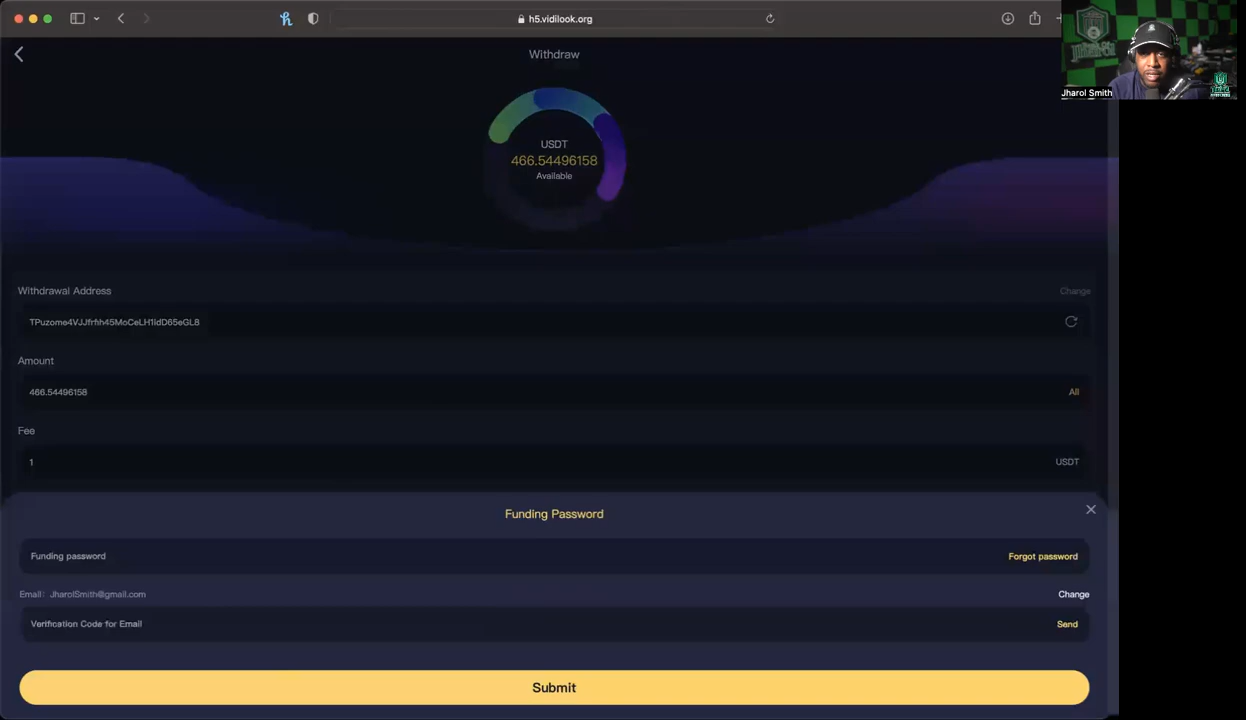 h5.vidilook.org
Withdraw
Jharol Smith
USDT
466.54496158
Available
Withdrawal Address
Change
TPuzome4VJJfrfih45MoCeLH1idD65eGL8
Amount
466.54496158
All
Fee
1
USDT
Funding Password
Funding password
Forgot password
Email: JharolSmith@gmail.com
Change
Verification Code for Email
Send
Submit